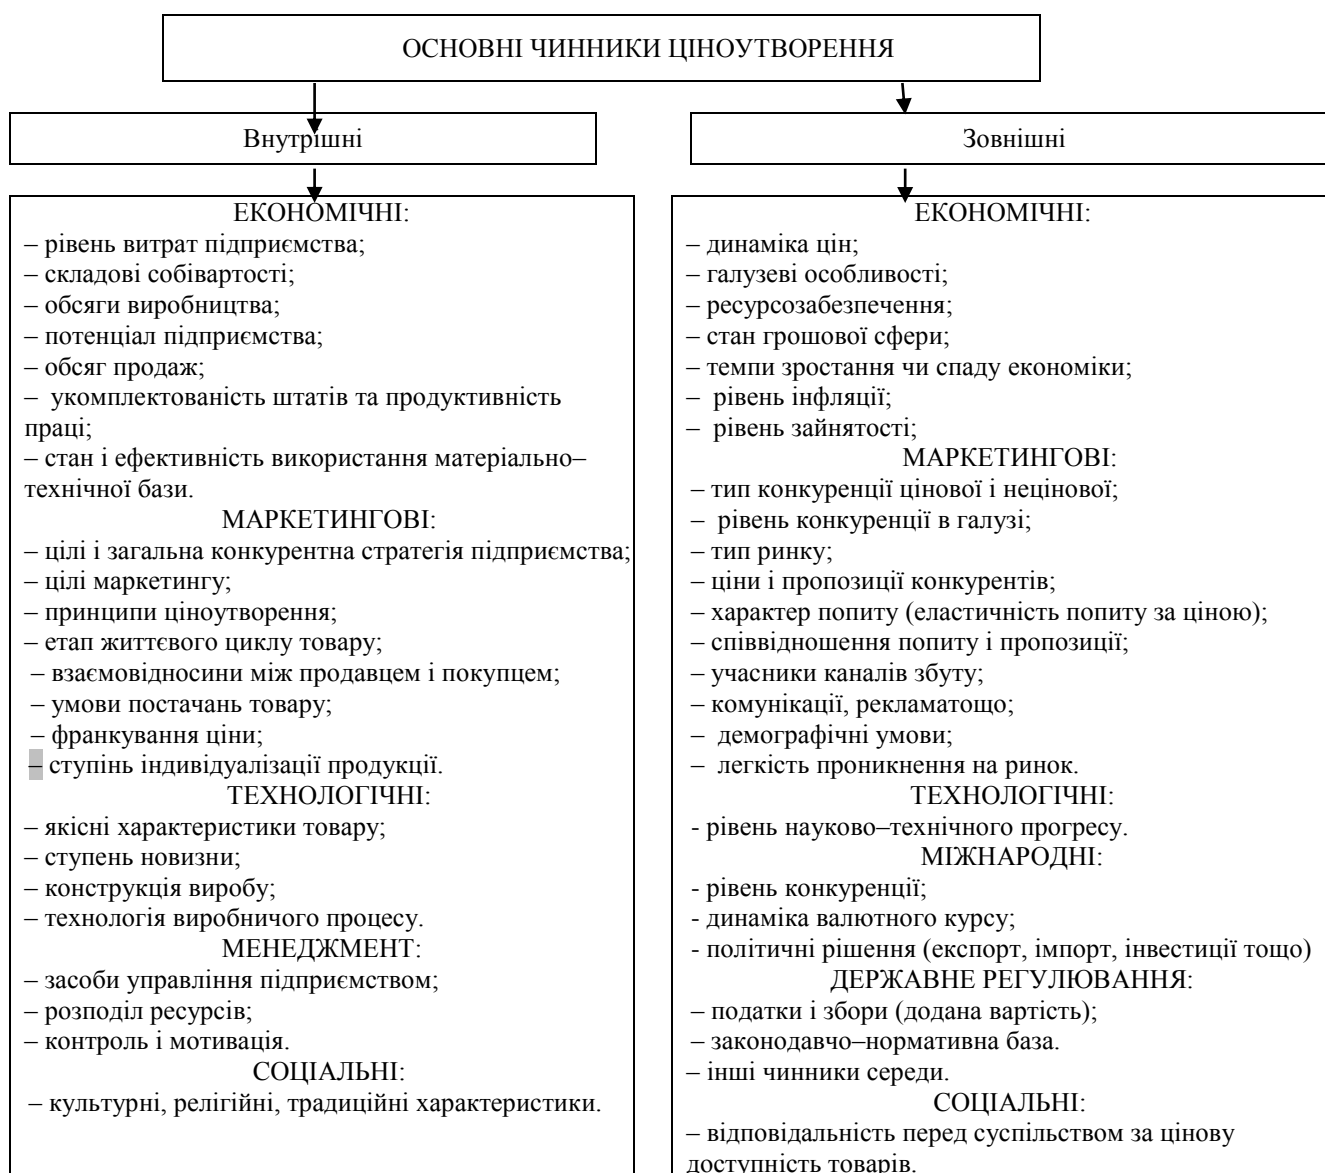 ОСНОВНІ ЧИННИКИ ЦІНОУТВОРЕННЯ
Внутрішні
ЕКОНОМІЧНІ:
– рівень витрат підприємства;
– складові собівартості;
– обсяги виробництва;
– потенціал підприємства;
– обсяг продаж;
– укомплектованість штатів та продуктивність
праці;
– стан і ефективність використання матеріально–
технічної бази.
МАРКЕТИНГОВІ:
– цілі і загальна конкурентна стратегія підприємства;
– цілі маркетингу;
– принципи ціноутворення;
– етап життєвого циклу товару;
– взаємовідносини між продавцем і покупцем;
– умови постачань товару;
– франкування ціни;
– ступінь індивідуалізації продукції.
ТЕХНОЛОГІЧНІ:
– якісні характеристики товару;
– ступень новизни;
– конструкція виробу;
– технологія виробничого процесу.
МЕНЕДЖМЕНТ:
– засоби управління підприємством;
– розподіл ресурсів;
– контроль і мотивація.
СОЦІАЛЬНІ:
– культурні, релігійні, традиційні характеристики.
Зовнішні
ЕКОНОМІЧНІ:
– динаміка цін;
– галузеві особливості;
– ресурсозабезпечення;
– стан грошової сфери;
– темпи зростання чи спаду економіки;
– рівень інфляції;
– рівень зайнятості;
МАРКЕТИНГОВІ:
– тип конкуренції цінової і нецінової;
– рівень конкуренції в галузі;
– тип ринку;
– ціни і пропозиції конкурентів;
– характер попиту (еластичність попиту за ціною);
– співвідношення попиту і пропозиції;
– учасники каналів збуту;
– комунікації, рекламатощо;
– демографічні умови;
– легкість проникнення на ринок.
ТЕХНОЛОГІЧНІ:
- рівень науково–технічного прогресу.
МІЖНАРОДНІ:
- рівень конкуренції;
- динаміка валютного курсу;
- політичні рішення (експорт, імпорт, інвестиції тощо)
ДЕРЖАВНЕ РЕГУЛЮВАННЯ:
– податки і збори (додана вартість);
– законодавчо–нормативна база.
– інші чинники середи.
СОЦІАЛЬНІ:
– відповідальність перед суспільством за цінову
доступність товарів.